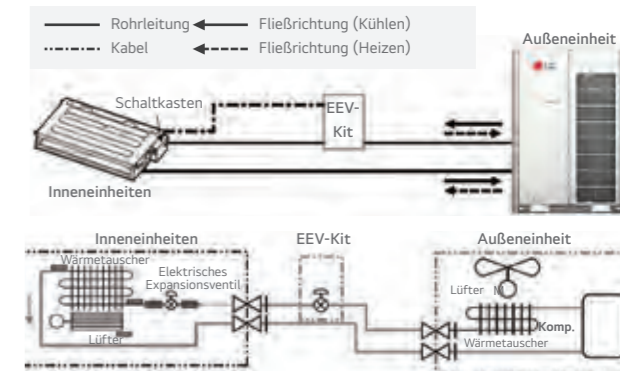 Rohrleitung
Fließrichtung (Kühlen)
Kabel
Fließrichtung (Heizen)
Außeneinheit
Schaltkasten
EEV-
Kit
Inneneinheiten
Inneneinheiten
EEV-Kit
Außeneinheit
Wärmetauscher
Elektrisches
Expansionsventil
Lüfter
M
Komp.
Lüfter
Wärmetauscher